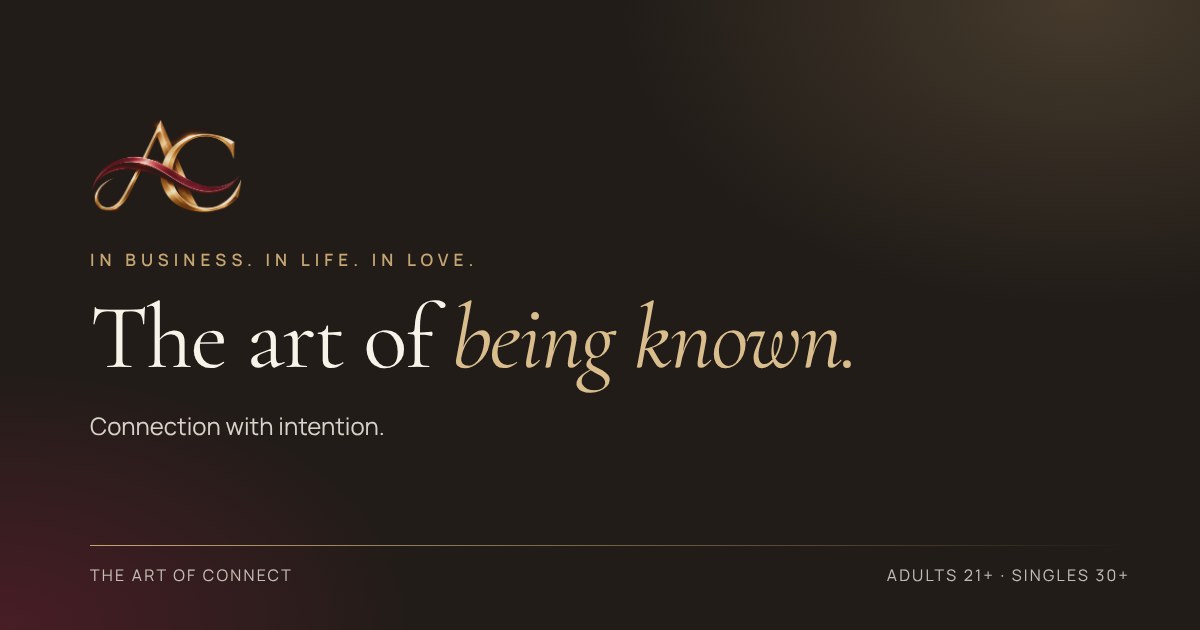 AC
IN BUSINESS. IN LIFE. IN LOVE.
The art of being known.
Connection with intention.
THE ART OF CONNECT
ADULTS 21+ · SINGLES 30+